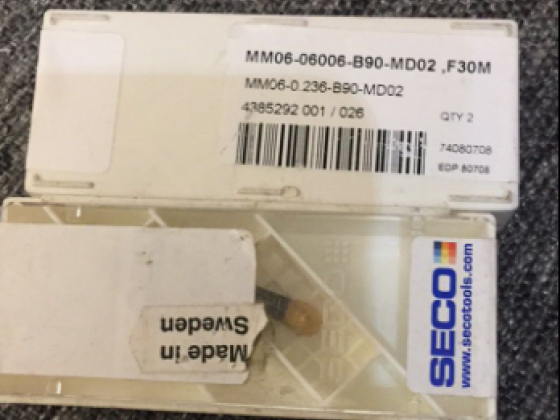 MM06-06006-B90-MD02 ,F30M
MM06-0.236-B90-MD02
4385292 001 / 026
QTY 2
74080708
EDP 80708
SECO
www.secotools.com
Made in
Sweden